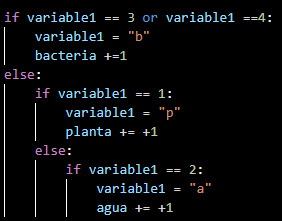 if variable1 == 3 or variable1 ==4:
    variable1 = "b"
    bacteria +=1
else:
    if variable1 == 1:
        variable1 = "p"
        planta += +1
    else:
        if variable1 == 2:
            variable1 = "a"
            agua += +1